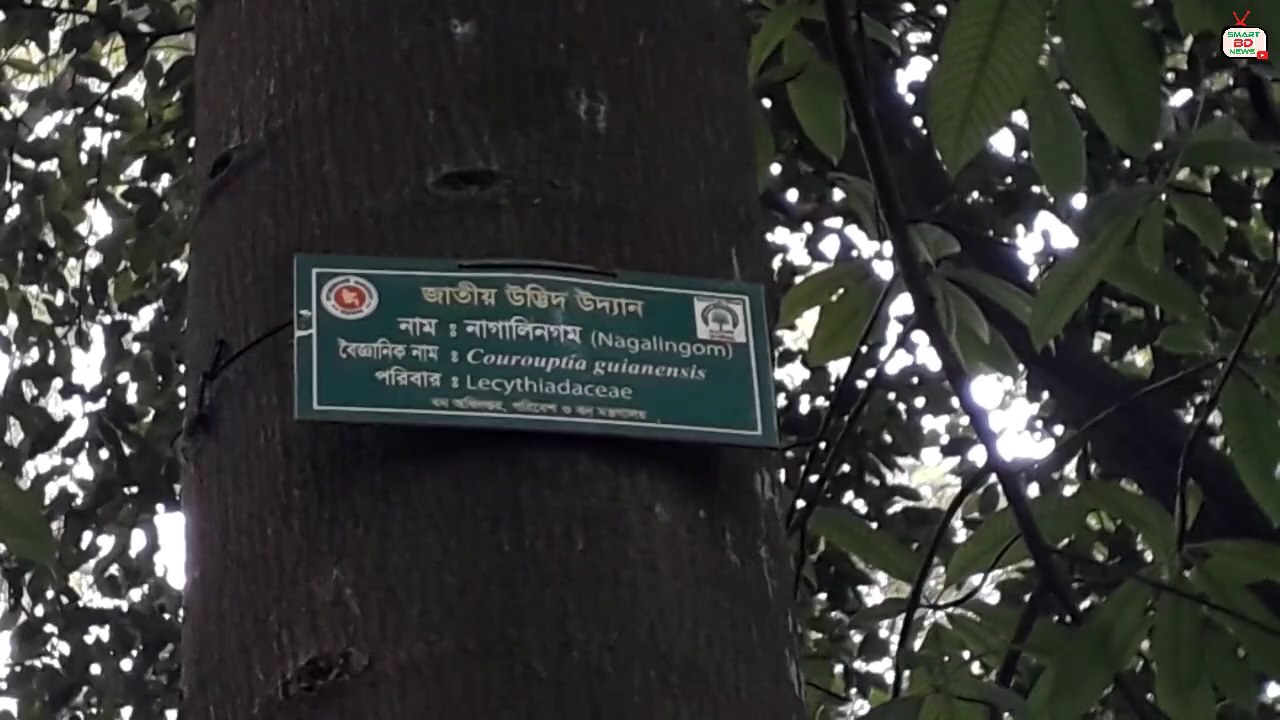 SMART
BD
NEWS
জাতীয় উদ্ভিদ উদ্যান
নাম : নাগালিনগম (Nagalingom)
বৈজ্ঞানিক নাম : Courouptia guianensis
পরিবার : Lecythiadaceae
বন অধিদপ্তর, পরিবেশ ও বন মন্ত্রণালয়